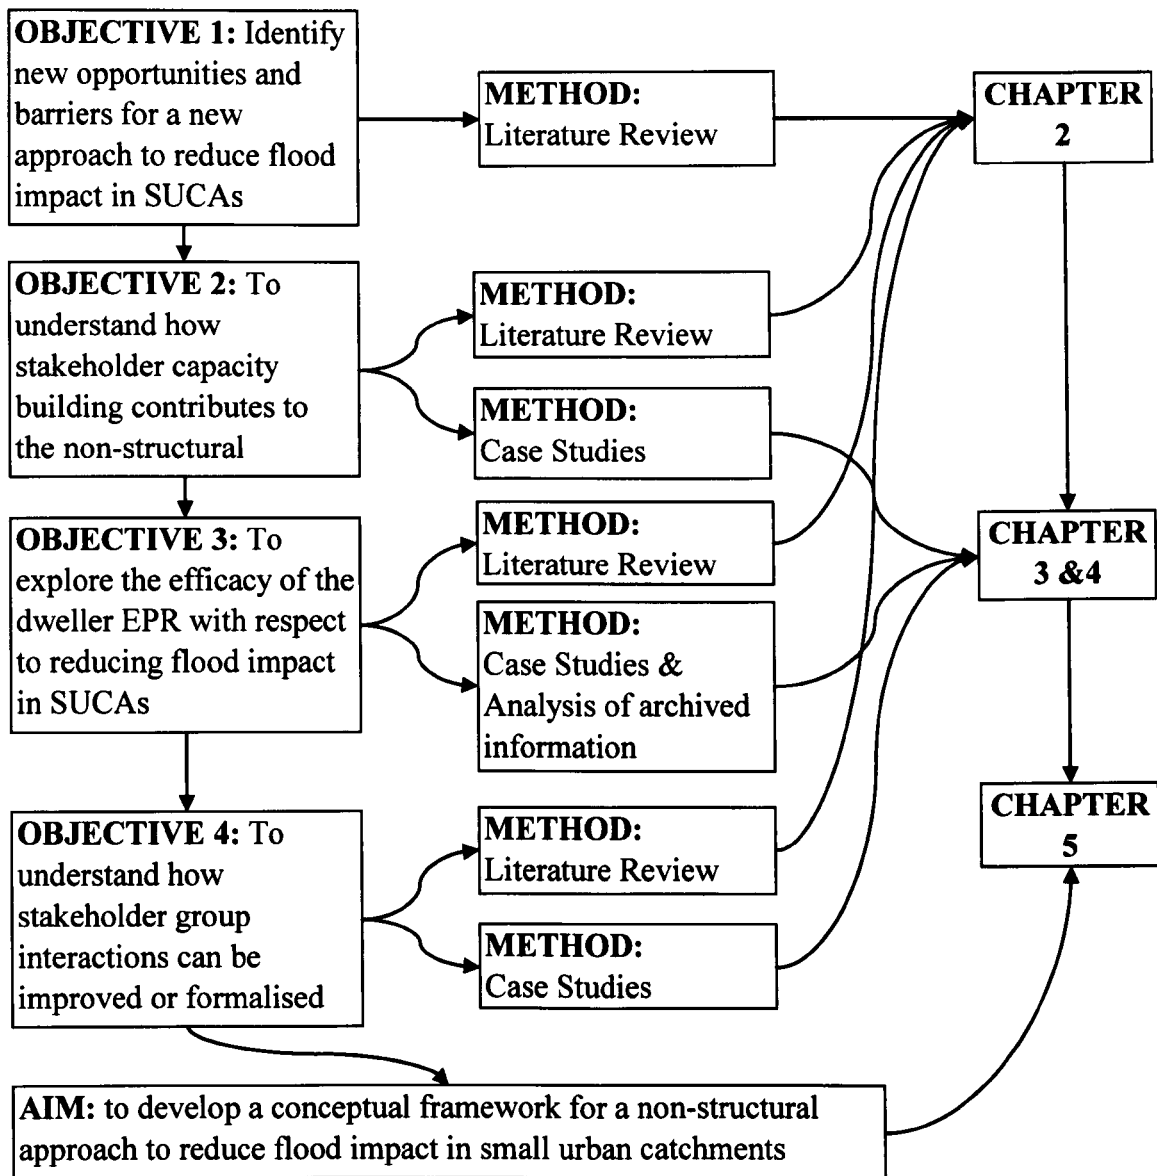 OBJECTIVE 1: Identify
new opportunities and
barriers for a new
approach to reduce flood
impact in SUCAs
METHOD:
Literature Review
CHAPTER
2
OBJECTIVE 2: To
understand how
stakeholder capacity
building contributes to
the non-structural
METHOD:
Literature Review
METHOD:
Case Studies
OBJECTIVE 3: To
explore the efficacy of the
dweller EPR with respect
to reducing flood impact
in SUCAs
METHOD:
Literature Review
METHOD:
Case Studies &
Analysis of archived
information
CHAPTER
3 &4
OBJECTIVE 4: To
understand how
stakeholder group
interactions can be
improved or formalised
METHOD:
Literature Review
METHOD:
Case Studies
CHAPTER
5
AIM: to develop a conceptual framework for a non-structural
approach to reduce flood impact in small urban catchments